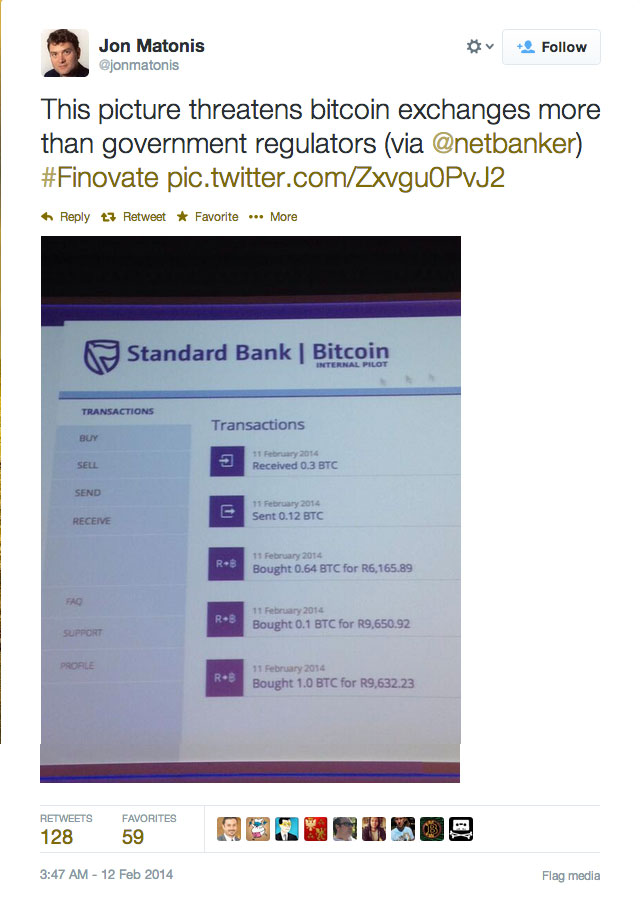 Jon Matonis
@jonmatonis
Follow
This picture threatens bitcoin exchanges more
than government regulators (via @netbanker)
#Finovate pic.twitter.com/Zxvgu0PvJ2
Reply Retweet Favorite More
Standard Bank | Bitcoin
INTERNAL PILOT
TRANSACTIONS
BUY
SELL
SEND
RECEIVE
FAQ
SUPPORT
PROFILE
Transactions
11 February 2014
Received 0.3 BTC
11 February 2014
Sent 0.12 BTC
R+B
11 February 2014
Bought 0.64 BTC for R6,165.89
R+B
11 February 2014
Bought 0.1 BTC for R9,650.92
R+B
11 February 2014
Bought 1.0 BTC for R9,632.23
RETWEETS
128
FAVORITES
59
3:47 AM - 12 Feb 2014
Flag media